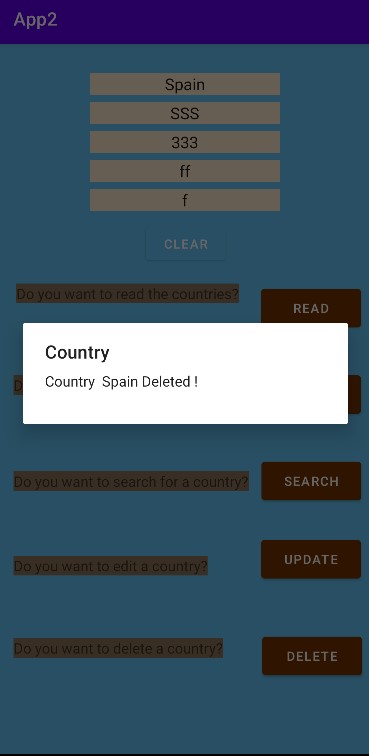 App2
Spain
SSS
333
ff
f
CLEAR
Do you want to read the countries?
READ
Country
Country  Spain Deleted !
Do you want to search for a country?
SEARCH
Do you want to edit a country?
UPDATE
Do you want to delete a country?
DELETE